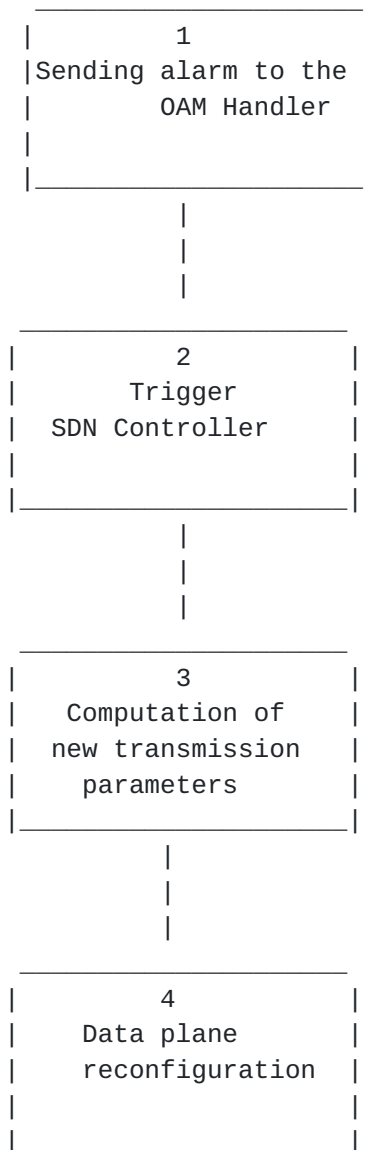 1
Sending alarm to the
OAM Handler
2
Trigger
SDN Controller
3
Computation of
new transmission
parameters
4
Data plane
reconfiguration